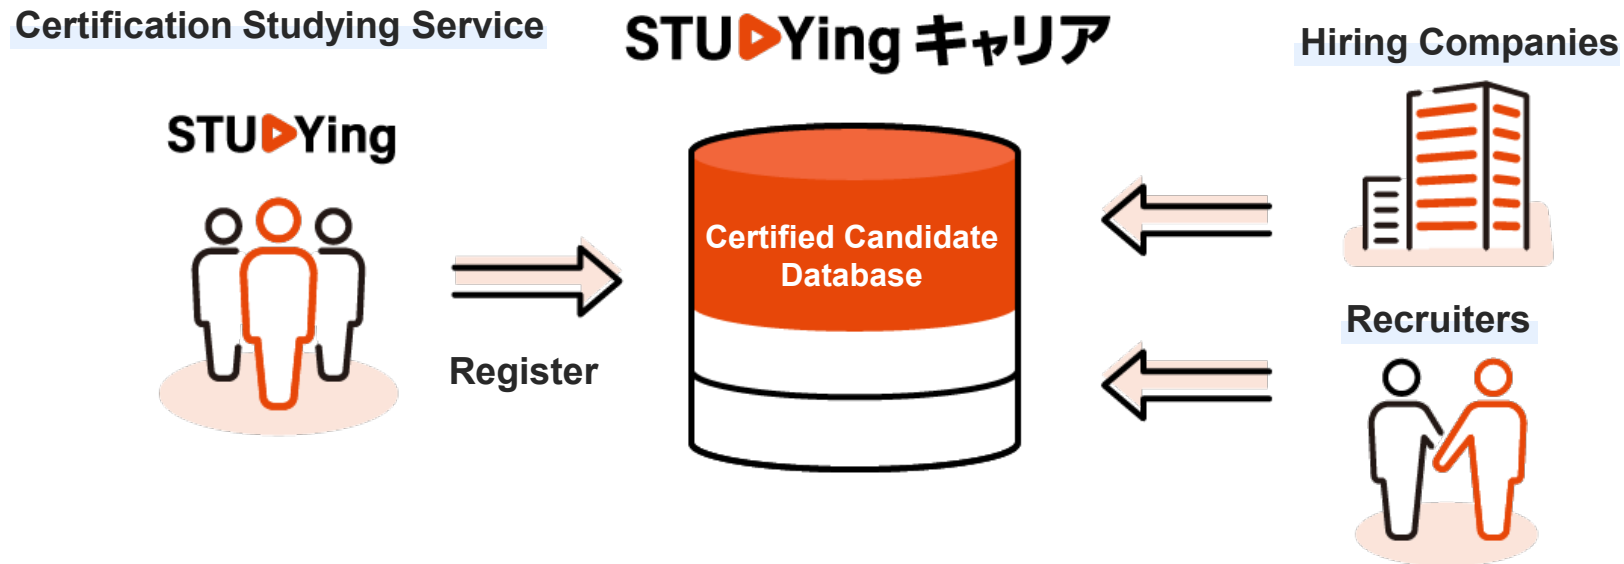 Certification Studying Service
STUDYing キャリア
Hiring Companies
STUDYing
Certified Candidate
Database
Register
Recruiters